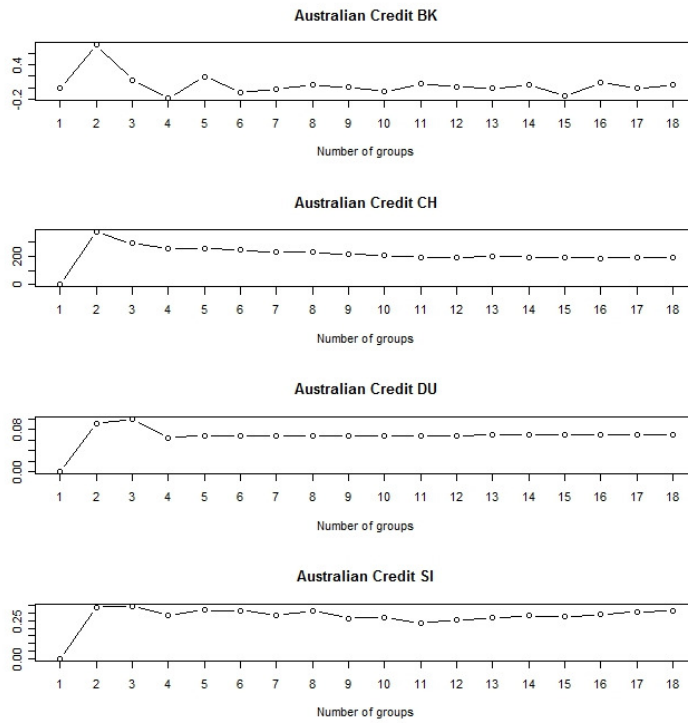 Australian Credit BK
0.4
-0.2
1 2 3 4 5 6 7 8 9 10 11 12 13 14 15 16 17 18
Number of groups
Australian Credit CH
200
0
1 2 3 4 5 6 7 8 9 10 11 12 13 14 15 16 17 18
Number of groups
Australian Credit DU
0.08
0.00
1 2 3 4 5 6 7 8 9 10 11 12 13 14 15 16 17 18
Number of groups
Australian Credit SI
0.25
0.00
1 2 3 4 5 6 7 8 9 10 11 12 13 14 15 16 17 18
Number of groups